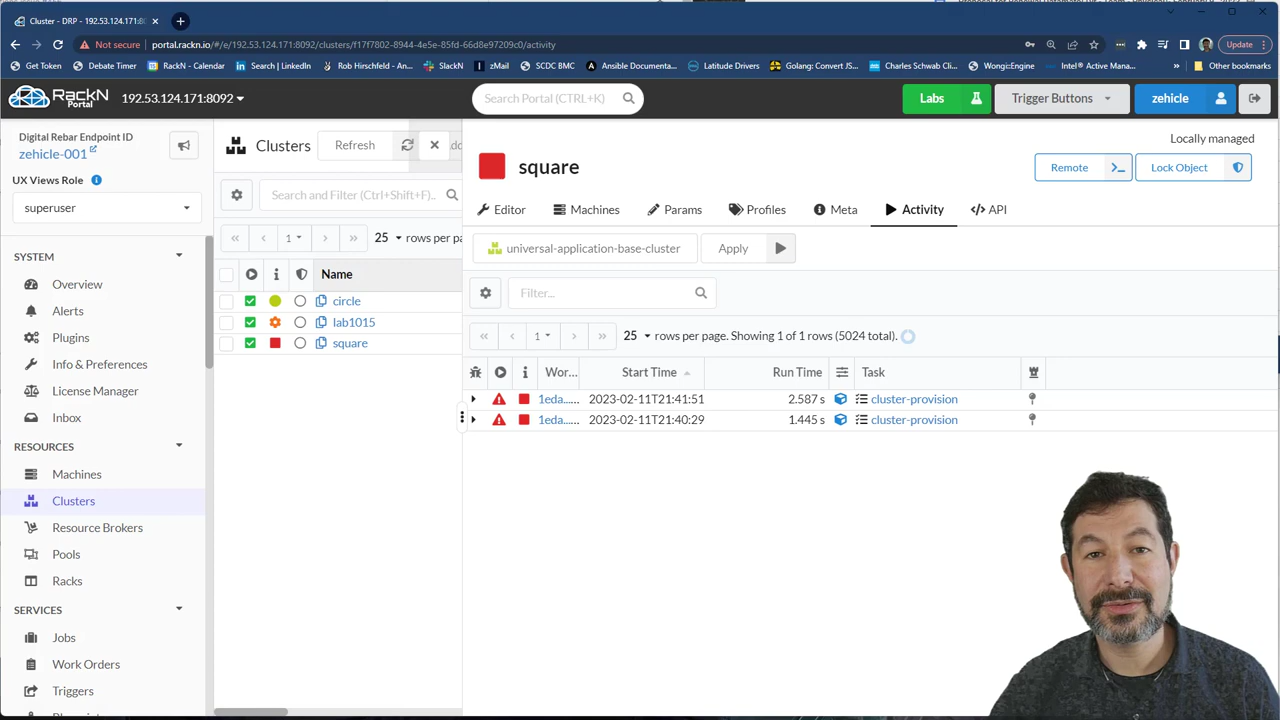 Cluster - DRP - 192.53.124.171:8
Not secure
portal.rackn.io/#/e/192.53.124.171:8092/clusters/f17f7802-8944-4e5e-85fd-66d8e97209c0/activity
Update
Get Token
Debate Timer
RackN - Calendar
Search | LinkedIn
Rob Hirschfeld - An...
SlackN
zMail
SCDC BMC
Ansible Documenta...
Latitude Drivers
Golang: Convert JS...
Charles Schwab Clie...
Wongi::Engine
Intel® Active Mana...
»
Other bookmarks
RackN Portal
192.53.124.171:8092
Search Portal (CTRL+K)
Labs
Trigger Buttons
zehicle
Digital Rebar Endpoint ID
zehicle-001
UX Views Role
superuser
SYSTEM
Overview
Alerts
Plugins
Info & Preferences
License Manager
Inbox
RESOURCES
Machines
Clusters
Resource Brokers
Pools
Racks
SERVICES
Jobs
Work Orders
Triggers
Clusters
Refresh
Search and Filter (Ctrl+Shift+F)...
« ‹ 1 › » 25 rows per pa
Name
circle
lab1015
square
Locally managed
square
Remote
Lock Object
Editor
Machines
Params
Profiles
Meta
Activity
API
universal-application-base-cluster
Apply
Filter...
« ‹ 1 › » 25 rows per page. Showing 1 of 1 rows (5024 total).
Wor... Start Time Run Time Task
1eda...... 2023-02-11T21:41:51 2.587 s cluster-provision
1eda...... 2023-02-11T21:40:29 1.445 s cluster-provision